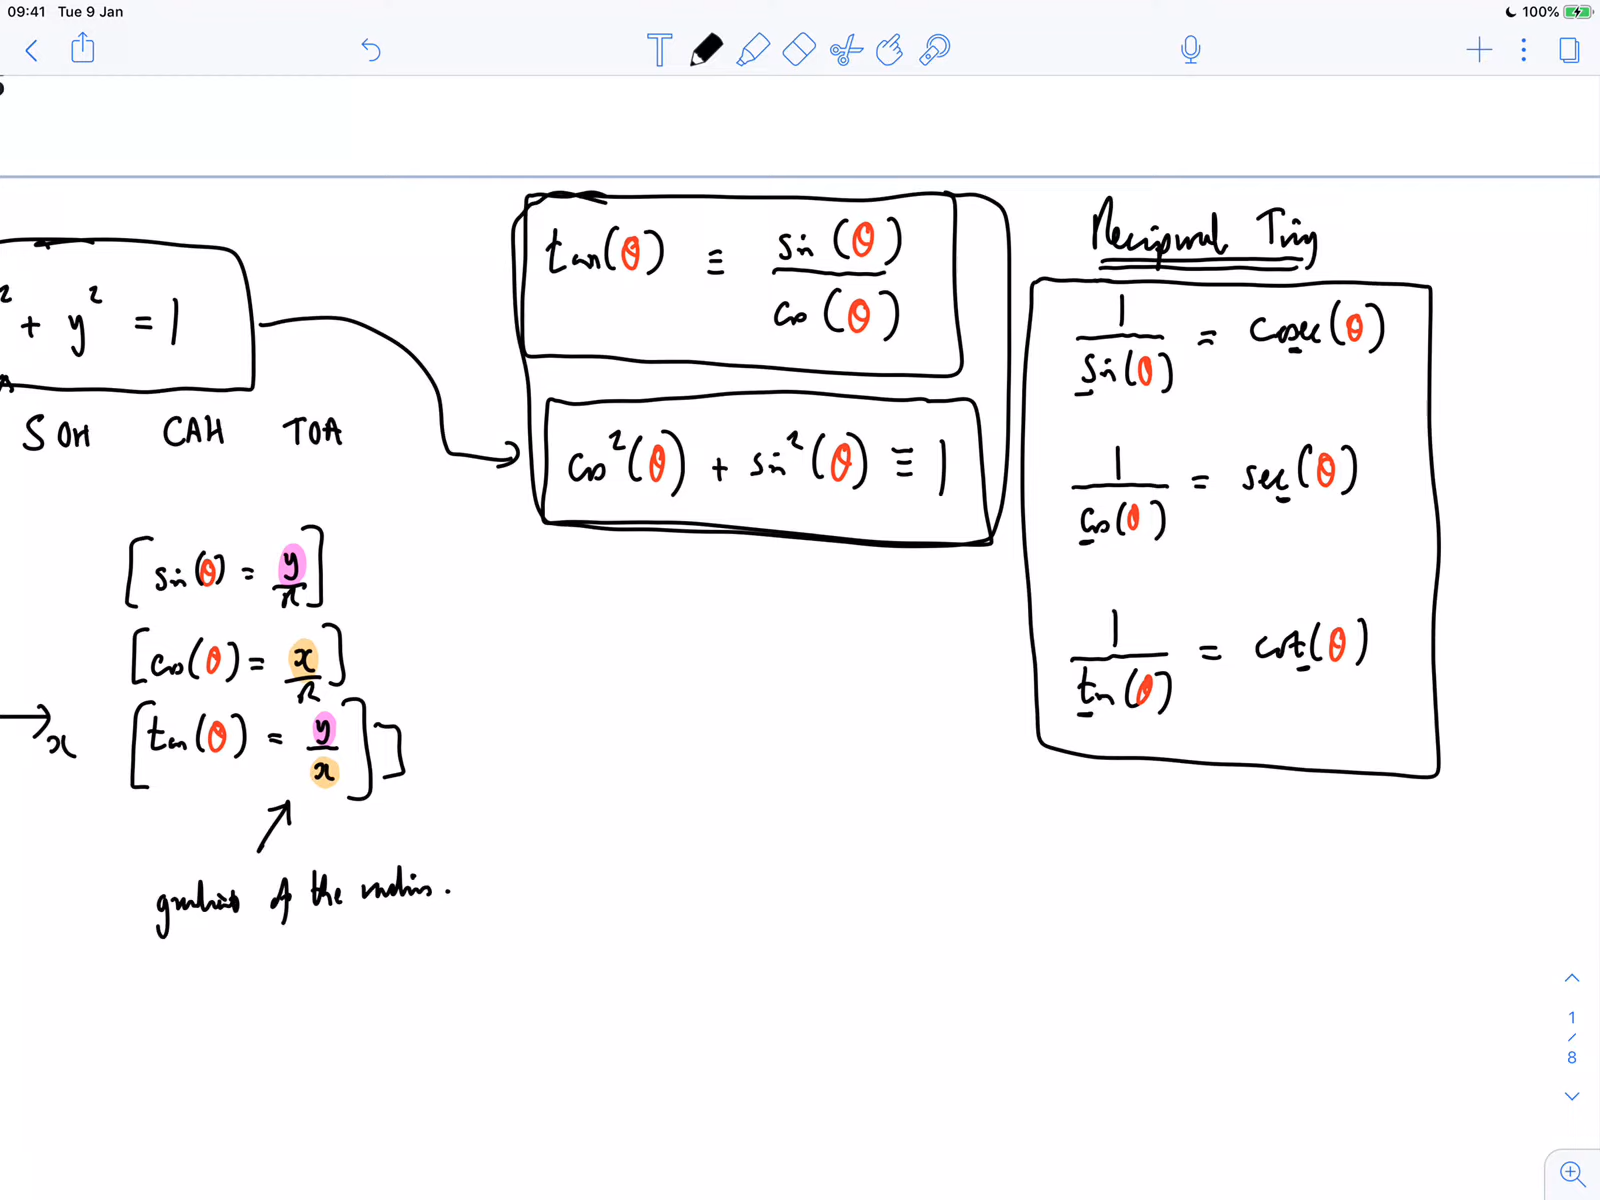 09:41 Tue 9 Jan
100%
T
² + y² = 1
SOH CAH TOA
[sin(θ) = y/r]
[cos(θ) = x/r]
[tan(θ) = y/x]
x
gradient of the radius.
tan(θ) ≡ sin(θ)/cos(θ)
cos²(θ) + sin²(θ) ≡ 1
Reciprocal Trig
1/sin(θ) = cosec(θ)
1/cos(θ) = sec(θ)
1/tan(θ) = cot(θ)
1
/
8